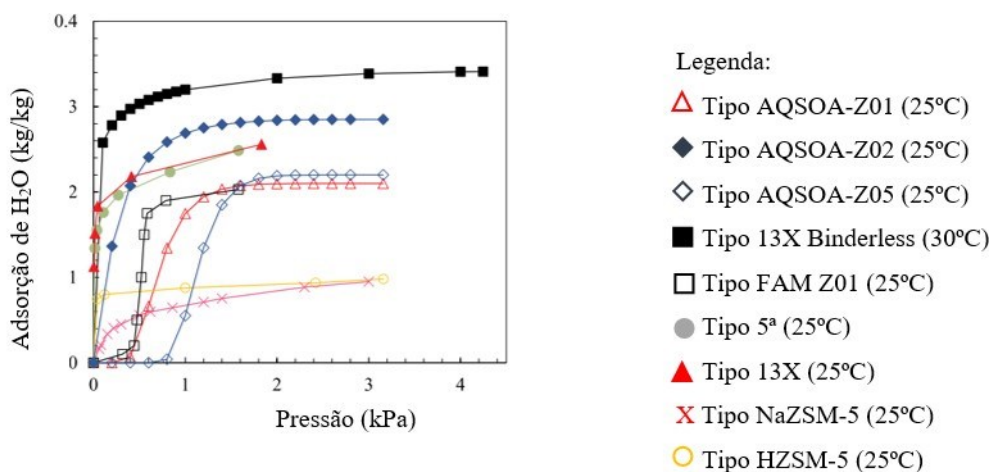 0.4
3
2
1
0
0
1
2
3
4
Adsorção de H₂O (kg/kg)
Pressão (kPa)
Legenda:
Tipo AQSOA-Z01 (25ºC)
Tipo AQSOA-Z02 (25ºC)
Tipo AQSOA-Z05 (25ºC)
Tipo 13X Binderless (30ºC)
Tipo FAM Z01 (25ºC)
Tipo 5ª (25ºC)
Tipo 13X (25ºC)
Tipo NaZSM-5 (25ºC)
Tipo HZSM-5 (25ºC)